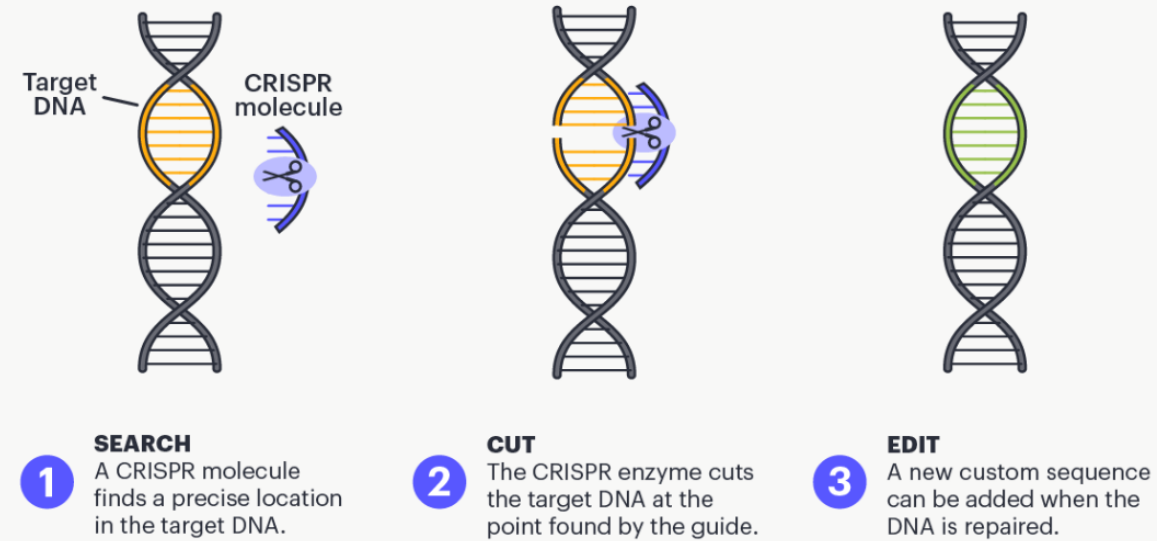 Target
DNA
CRISPR
molecule
1
SEARCH
A CRISPR molecule
finds a precise location
in the target DNA.
2
CUT
The CRISPR enzyme cuts
the target DNA at the
point found by the guide.
3
EDIT
A new custom sequence
can be added when the
DNA is repaired.